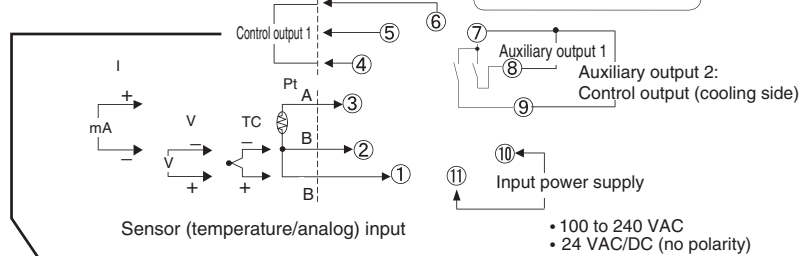 ⑥
Control output 1
⑤
④
⑦
Auxiliary output 1
⑧
Auxiliary output 2:
Control output (cooling side)
⑨
I
+
mA
–
V
–
V
+
TC
–
+
Pt
A
③
B
②
①
B
⑩
⑪
Input power supply
Sensor (temperature/analog) input
• 100 to 240 VAC
• 24 VAC/DC (no polarity)